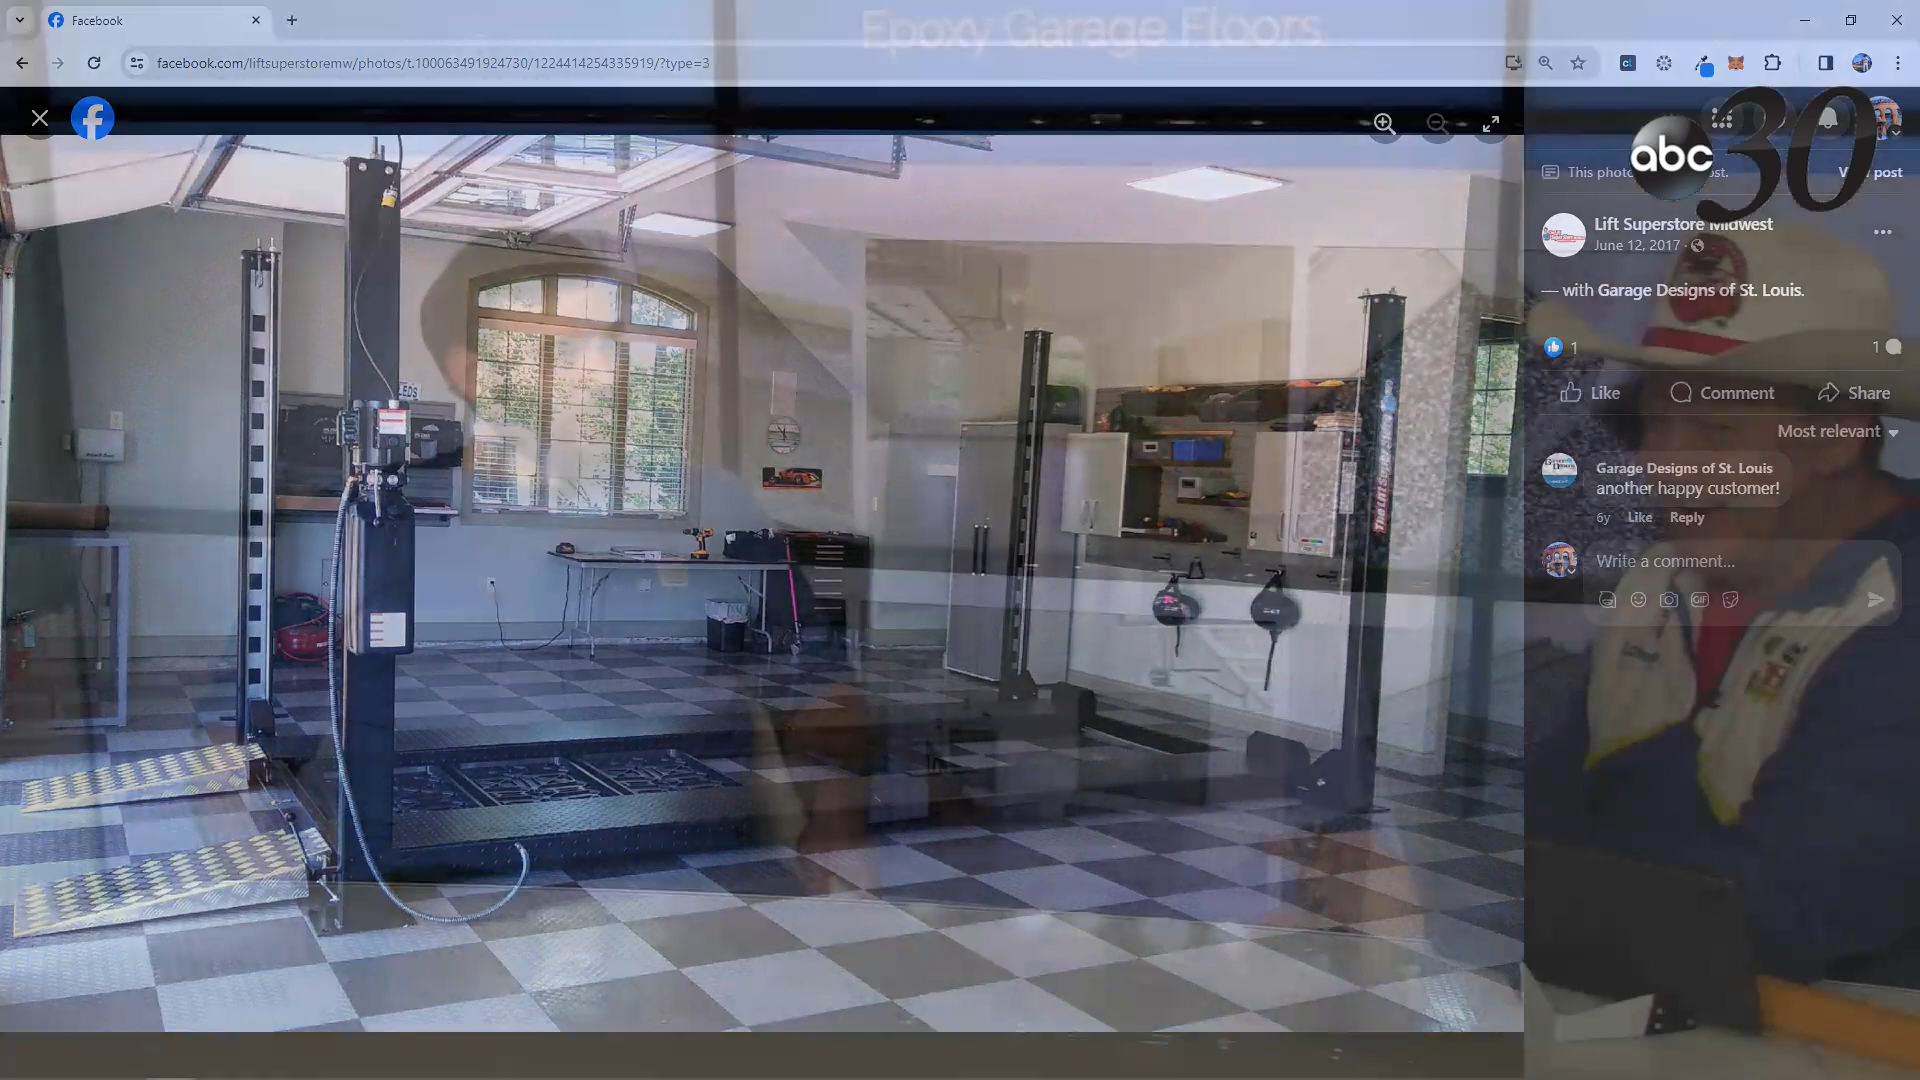 Facebook
Epoxy Garage Floors
facebook.com/liftsuperstoremw/photos/t.100063491924730/1224414254335919/?type=3
abc 30
This photo
post
Lift Superstore Midwest
June 12, 2017
— with Garage Designs of St. Louis.
1
1
Like
Comment
Share
Most relevant
Garage Designs of St. Louis
another happy customer!
6y
Like
Reply
Write a comment...
GIF